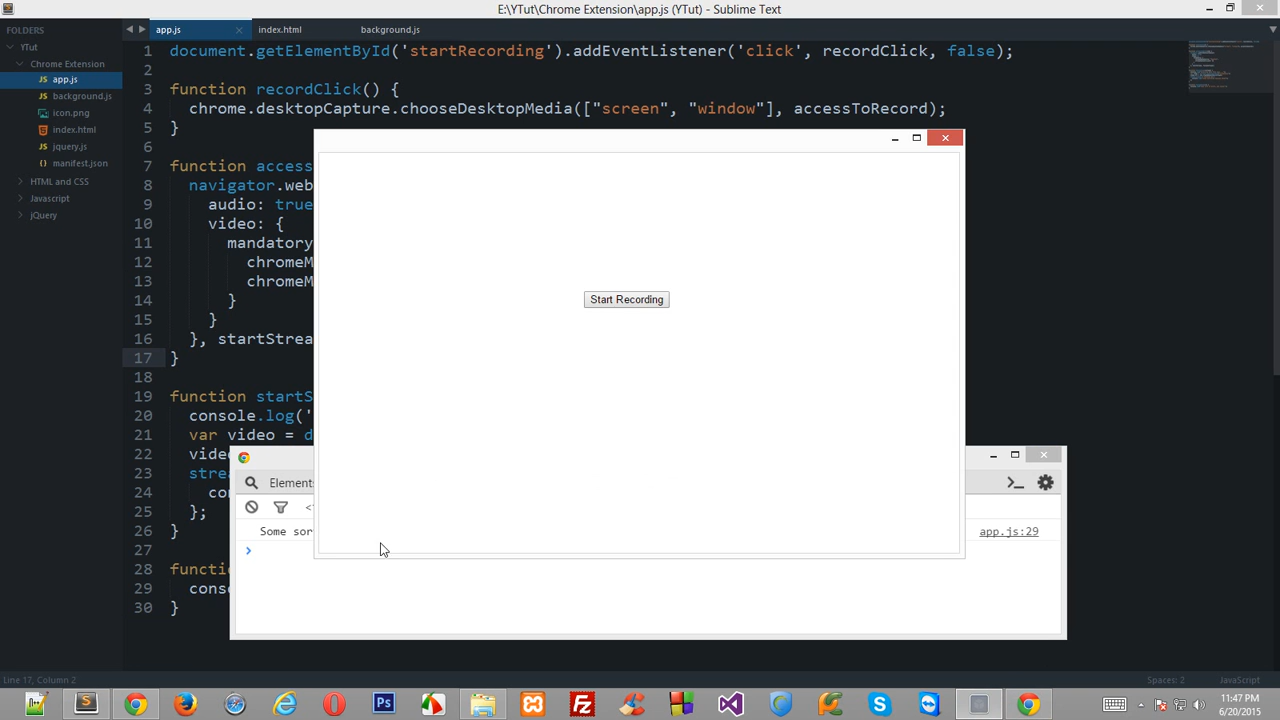 E:\YTut\Chrome Extension\app.js (YTut) - Sublime Text
FOLDERS
YTut
Chrome Extension
app.js
background.js
icon.png
index.html
jquery.js
manifest.json
HTML and CSS
Javascript
jQuery
app.js index.html background.js
1 document.getElementById('startRecording').addEventListener('click', recordClick, false);
2
3 function recordClick() {
4 chrome.desktopCapture.chooseDesktopMedia(["screen", "window"], accessToRecord);
5 }
6
7 function access
8 navigator.web
9 audio: true
10 video: {
11 mandatory
12 chromeM
13 chromeM
14 }
15 }
16 }, startStrea
17 }
18
19 function startS
20 console.log('
21 var video = d
22 vide
23 strea
24 co
25 };
26 }
27
28 functi
29 conso
30 }
Start Recording
Elements
Some sor
app.js:29
Line 17, Column 2
Spaces: 2
JavaScript
11:47 PM
6/20/2015